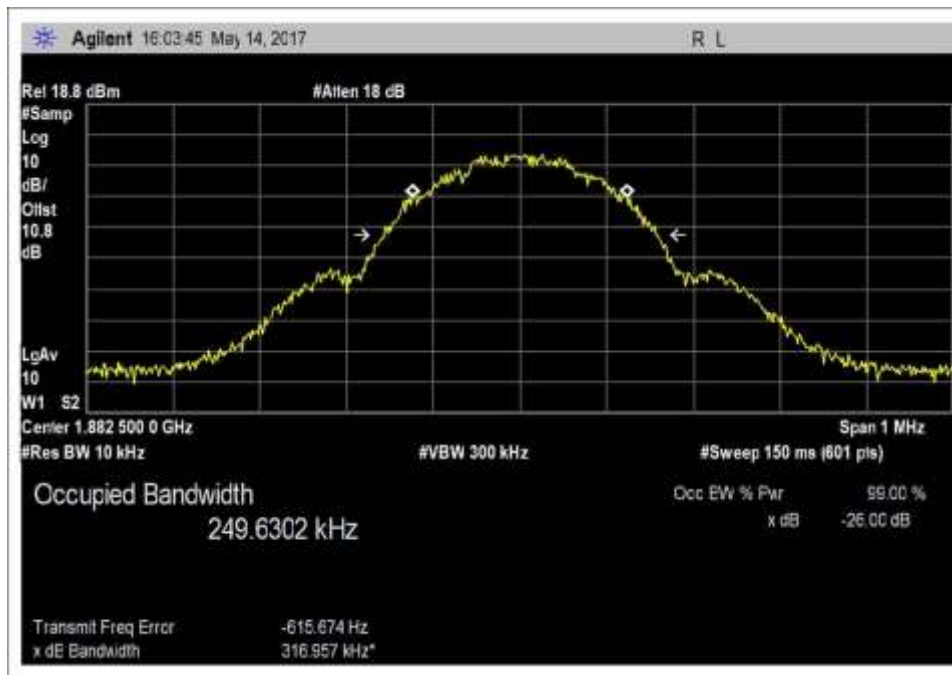 Agilent 16:03:45 May 14, 2017 R L
Ref 18.8 dBm #Atten 18 dB
#Samp
Log
10
dB/
Offst
10.8
dB
LgAv
10
W1 S2
Center 1.882 500 0 GHz Span 1 MHz
#Res BW 10 kHz #VBW 300 kHz #Sweep 150 ms (601 pts)
Occupied Bandwidth Occ BW % Pwr 99.00 %
249.6302 kHz x dB -26.00 dB
Transmit Freq Error -615.674 Hz
x dB Bandwidth 316.957 kHz*